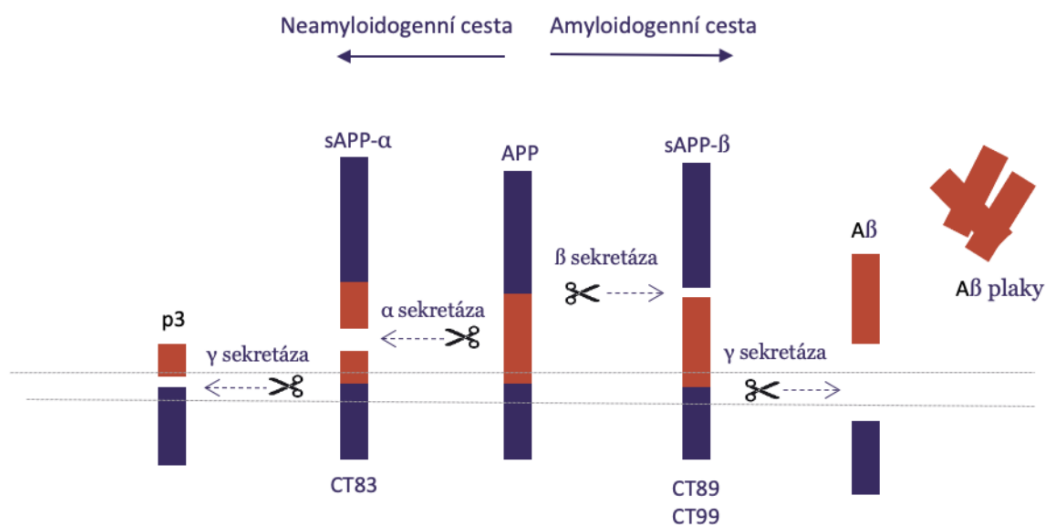 Neamyloidogenní cesta
Amyloidogenní cesta
sAPP-α
APP
sAPP-ß
Aß
ß sekretáza
Aß plaky
α sekretáza
p3
γ sekretáza
γ sekretáza
CT83
CT89
CT99